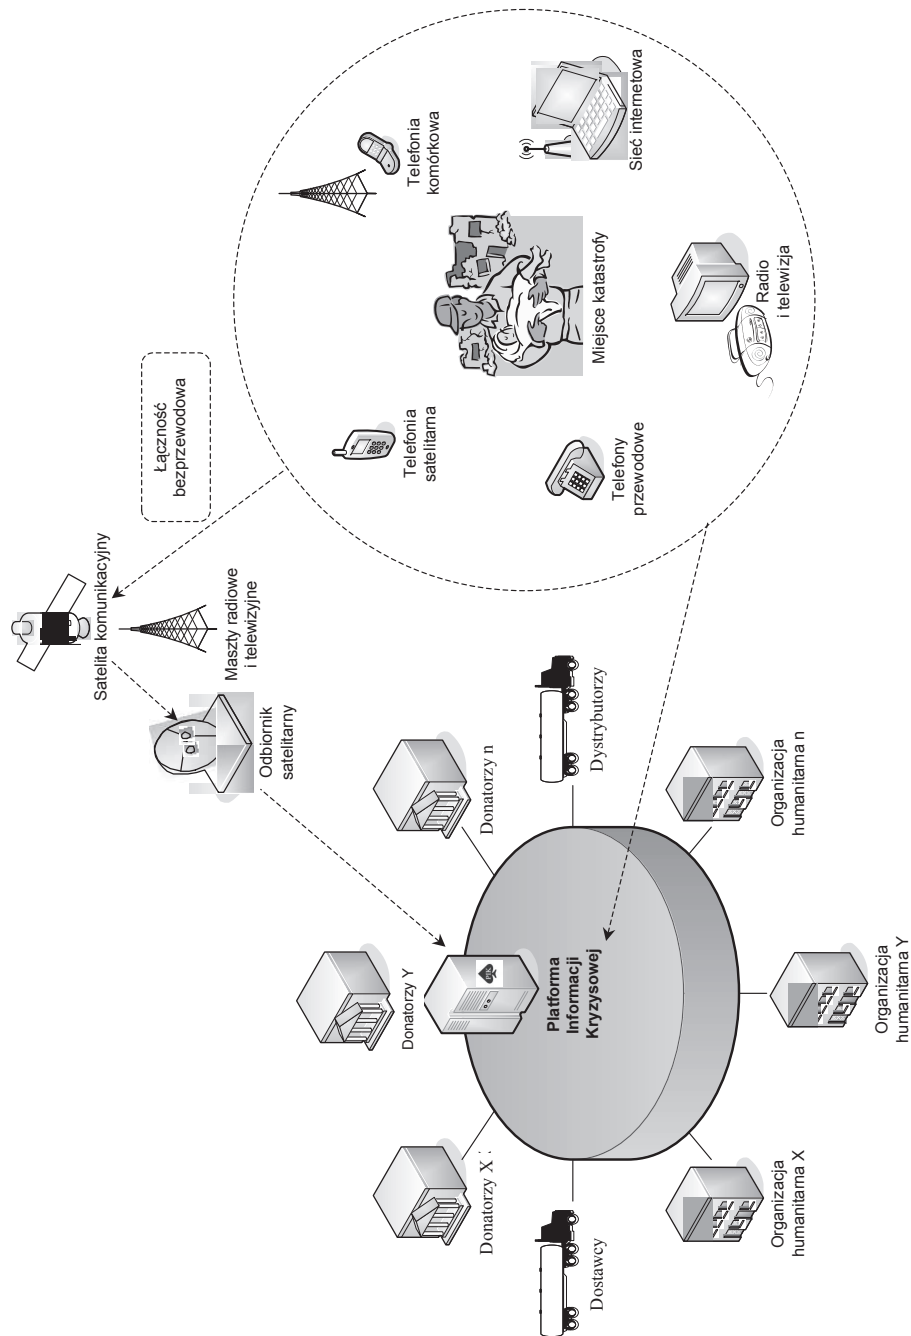 Donatorzy X :
Donatorzy Y
Donatorzy n
Dostawcy
Platforma
Informacji
Kryzysowej
Dystrybutorzy
Organizacja
humanitarna X
Organizacja
humanitarna Y
Organizacja
humanitarna n
Odbiornik
satelitarny
Satelita komunikacyjny
Maszty radiowe
i telewizyjne
Łączność
bezprzewodowa
Telefonia
satelitarna
Telefonia
komórkowa
Miejsce katastrofy
Telefony
przewodowe
Radio
i telewizja
Sieć internetowa